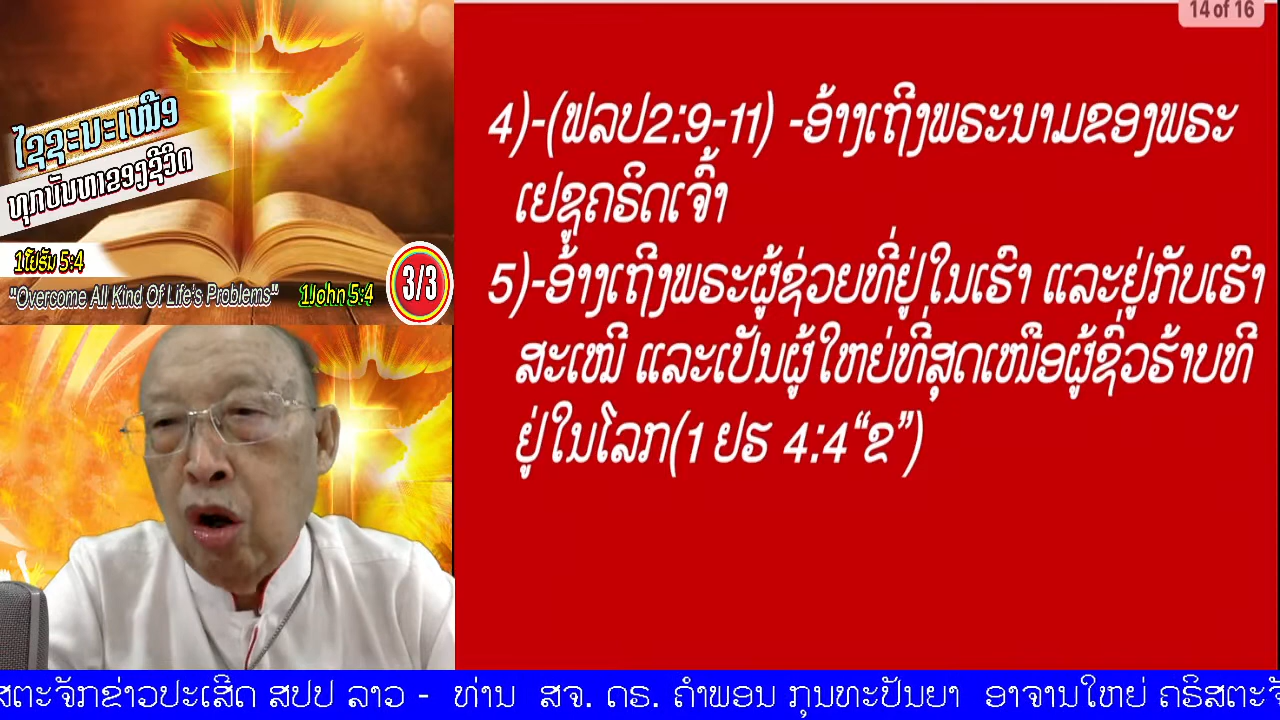 ໄຊຊະນະເໜືອ
ທຸກບັນຫາຂອງຊີວິດ
1ໂຢຮັນ 5:4
"Overcome All Kind Of Life's Problems" 1John 5:4
3/3
14 of 16
4)-(ຟລປ2:9-11) -ອ້າງເຖິງພຣະນາມຂອງພຣະ
ເຢຊູຄຣິດເຈົ້າ
5)-ອ້າງເຖິງພຣະຜູ້ຊ່ວຍທີ່ຢູ່ໃນເຮົາ ແລະຢູ່ກັບເຮົາ
ສະເໝີ ແລະເປັນຜູ້ໃຫຍ່ທີ່ສຸດເໜືອຜູ້ຊົ່ວຮ້າບທີ່
ຢູ່ໃນໂລກ(1 ຢຮ 4:4“ຂ”)
ສຕະຈັກຂ່າວປະເສີດ ສປປ ລາວ - ທ່ານ ສຈ. ດຣ. ຄຳພອນ ກຸນທະປັນຍາ ອາຈານໃຫຍ່ ຄຣິສຕະຈັ